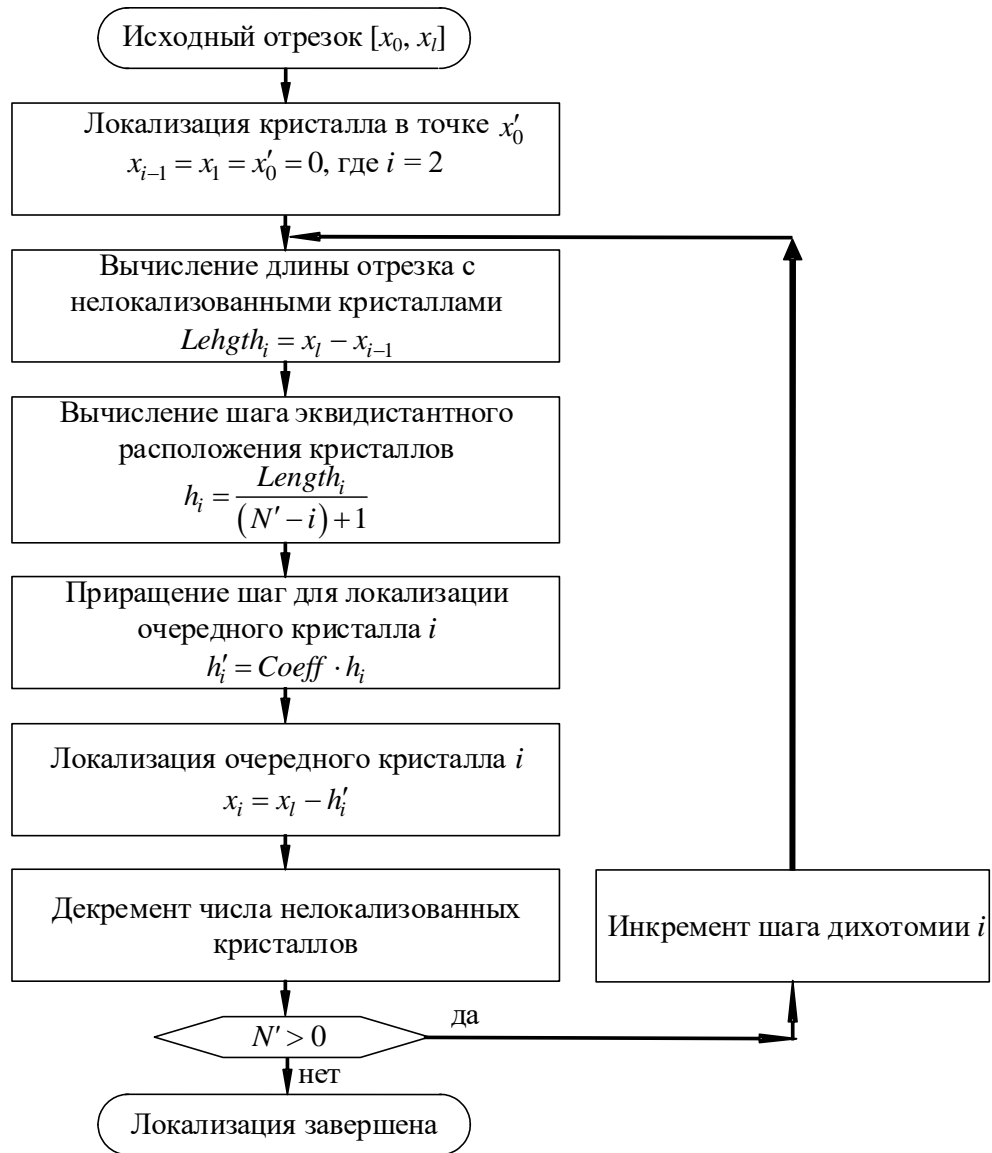 Исходный отрезок [x₀, xₗ]
Локализация кристалла в точке x′₀
xᵢ₋₁ = x₁ = x′₀ = 0, где i = 2
Вычисление длины отрезка с
нелокализованными кристаллами
Lehgthᵢ = xₗ − xᵢ₋₁
Вычисление шага эквидистантного
расположения кристаллов
hᵢ = Lengthᵢ / (N′ − i) + 1
Приращение шаг для локализации
очередного кристалла i
h′ᵢ = Coeff · hᵢ
Локализация очередного кристалла i
xᵢ = xₗ − h′ᵢ
Декремент числа нелокализованных
кристаллов
Инкремент шага дихотомии i
N′ > 0
да
нет
Локализация завершена